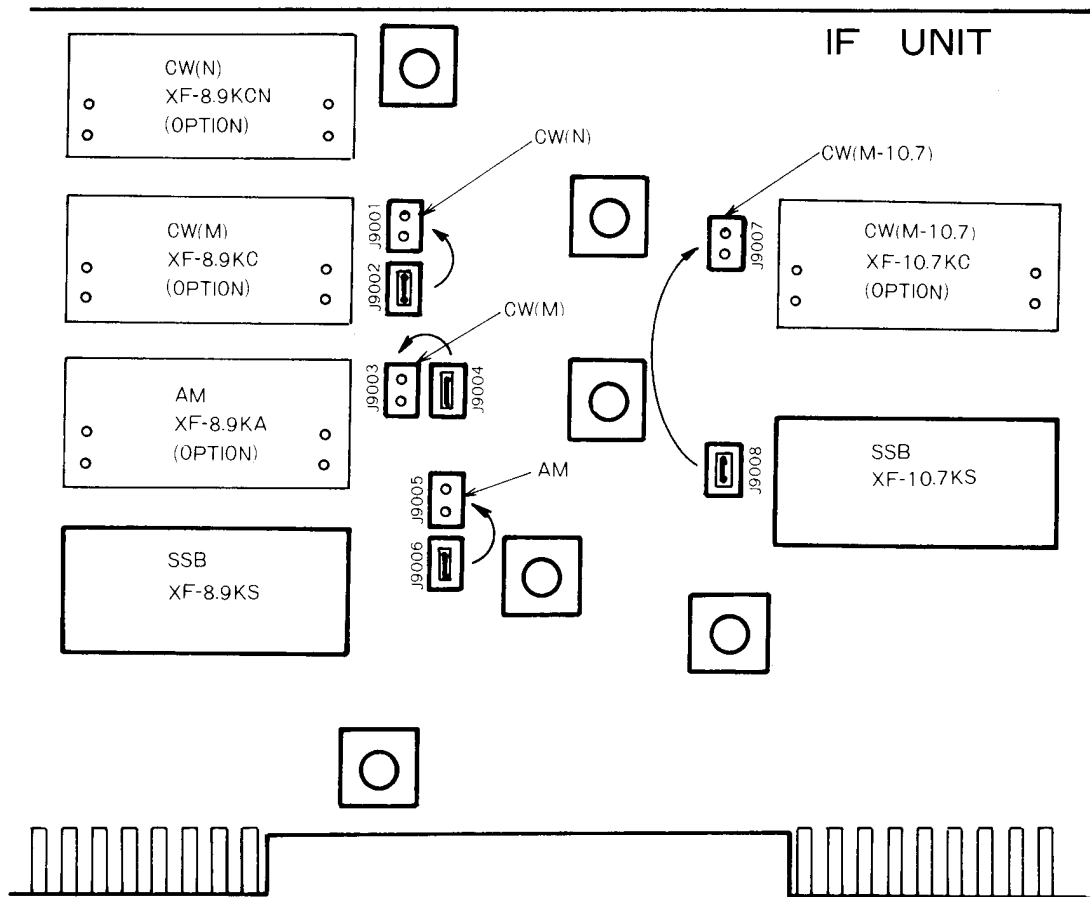 IF UNIT
CW(N)
XF-8.9KCN
(OPTION)
CW(N)
J9001
J9002
CW(M)
XF-8.9KC
(OPTION)
CW(M)
J9003
J9004
AM
XF-8.9KA
(OPTION)
AM
J9005
J9006
SSB
XF-8.9KS
CW(M-10.7)
J9007
CW(M-10.7)
XF-10.7KC
(OPTION)
J9008
SSB
XF-10.7KS